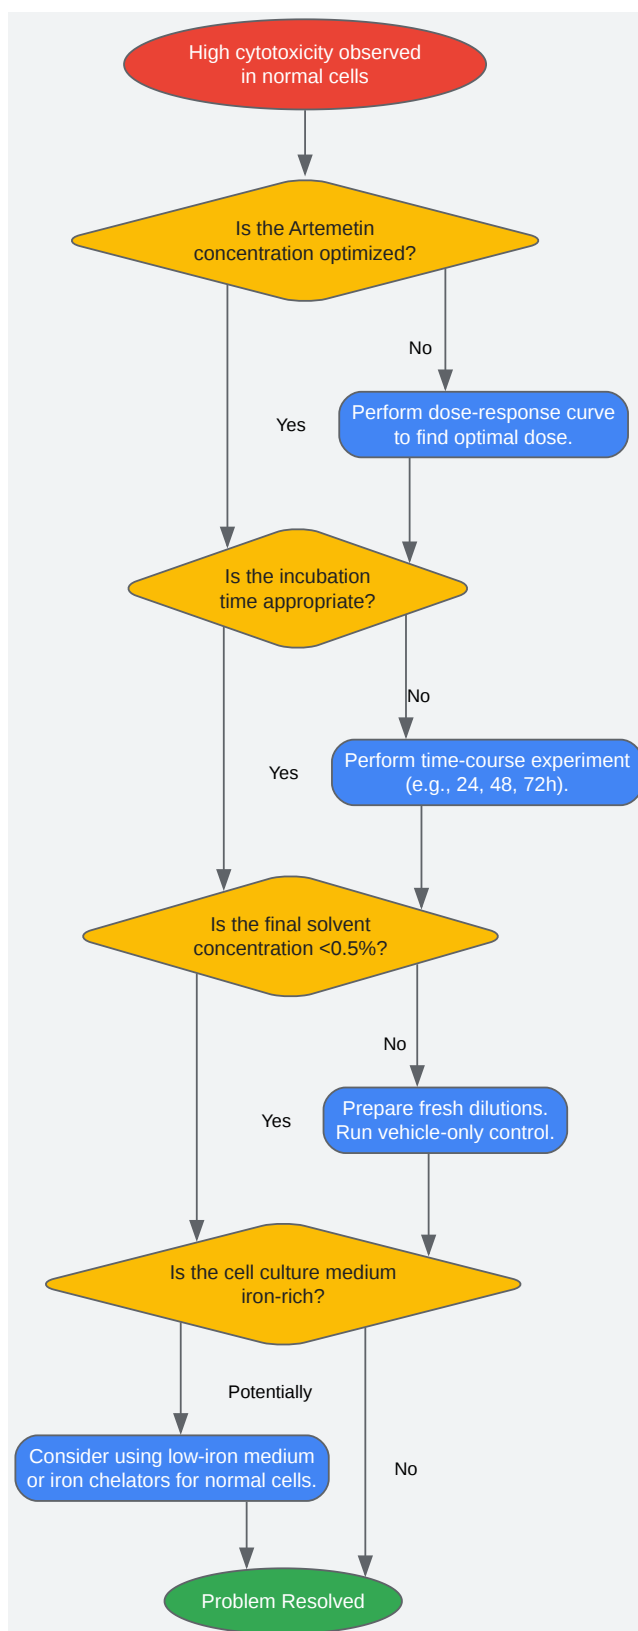 High cytotoxicity observed
in normal cells
Is the Artemetin
concentration optimized?
No
Perform dose-response curve
to find optimal dose.
Yes
Is the incubation
time appropriate?
No
Perform time-course experiment
(e.g., 24, 48, 72h).
Yes
Is the final solvent
concentration <0.5%?
No
Prepare fresh dilutions.
Run vehicle-only control.
Yes
Is the cell culture medium
iron-rich?
Potentially
Consider using low-iron medium
or iron chelators for normal cells.
No
Problem Resolved